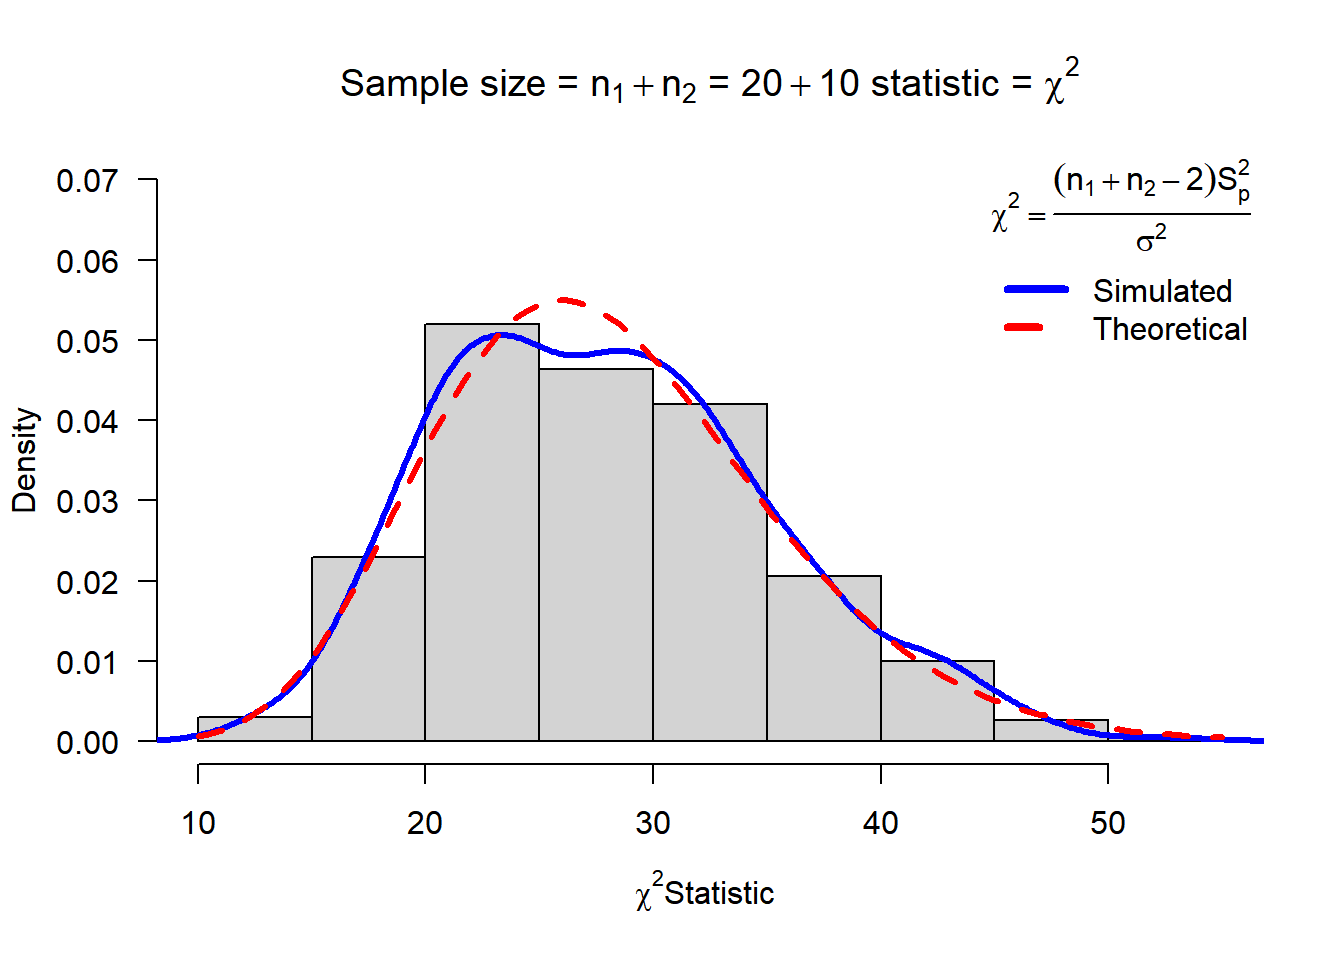 Sample size = n₁ + n₂ = 20 + 10 statistic = χ²
χ² = (n₁ + n₂ − 2)S²ₚ / σ²
Simulated
Theoretical
0.07
0.06
0.05
0.04
0.03
0.02
0.01
0.00
Density
10 20 30 40 50
χ²Statistic